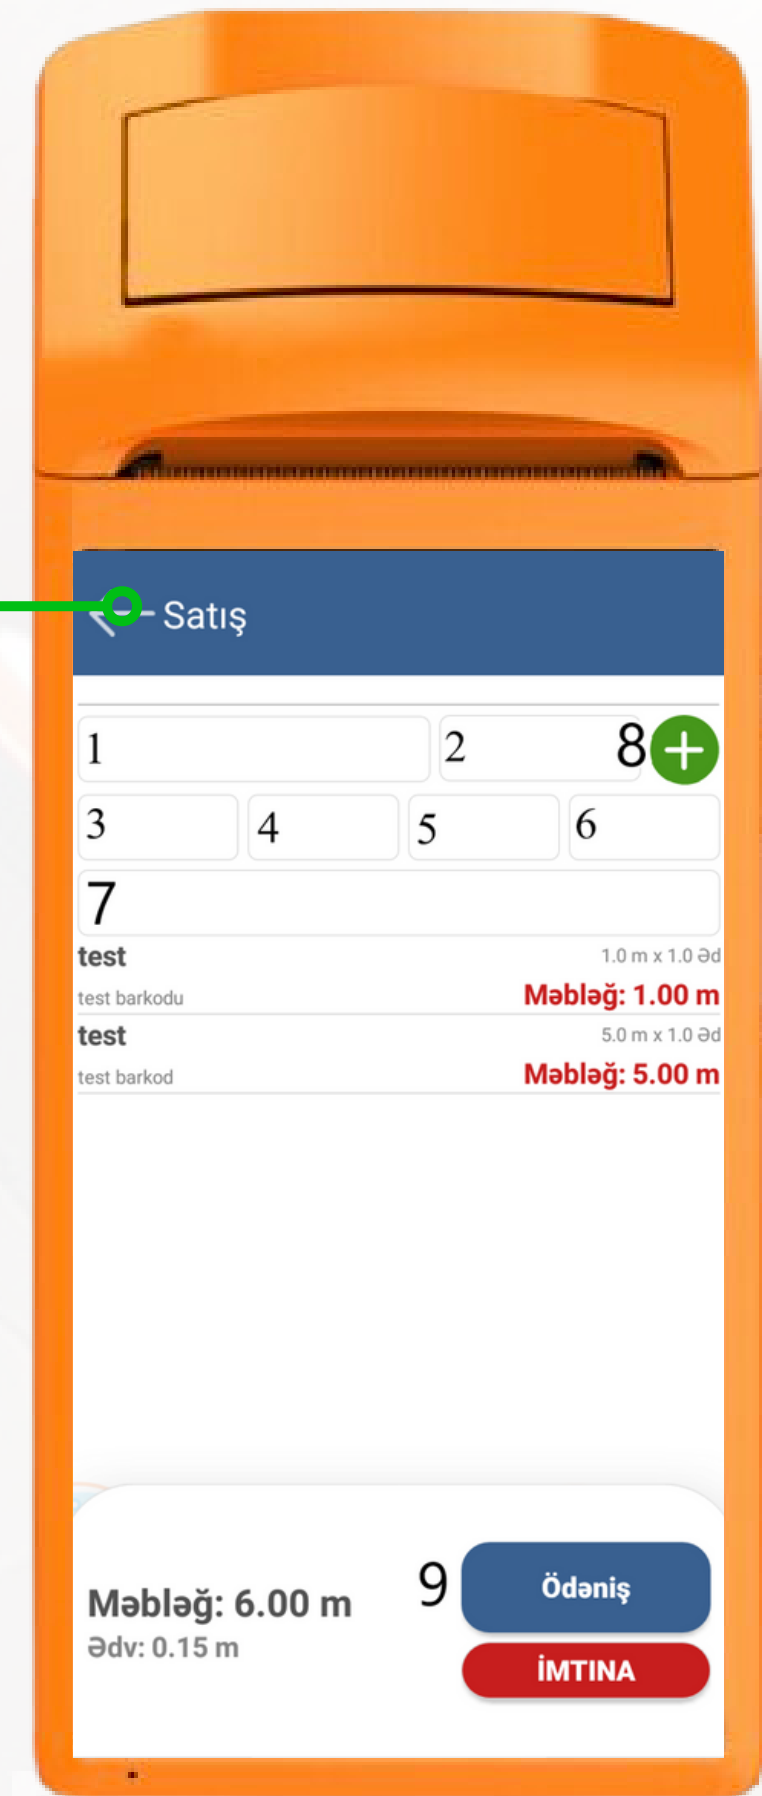 Satış
1 2 8
3 4 5 6
7
test 1.0 m x 1.0 Əd
test barkodu Məbləğ: 1.00 m
test 5.0 m x 1.0 Əd
test barkod Məbləğ: 5.00 m
9 Ödəniş
Məbləğ: 6.00 m
Ədv: 0.15 m
İMTINA